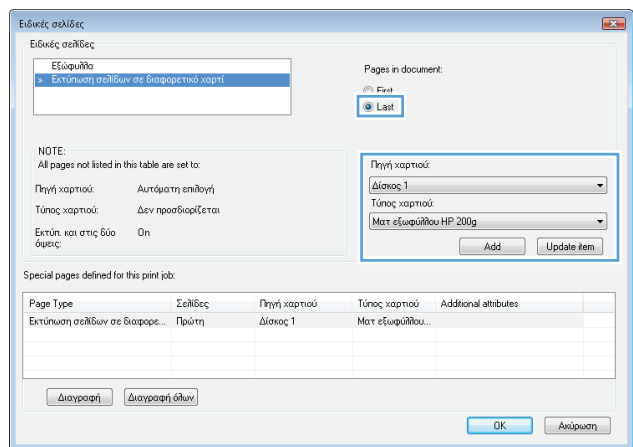 Ειδικές σελίδες
Ειδικές σελίδες
Εξώφυλλα
» Εκτύπωση σελίδων σε διαφορετικό χαρτί
Pages in document:
First
Last
NOTE:
All pages not listed in this table are set to:
Πηγή χαρτιού: Αυτόματη επιλογή
Τύπος χαρτιού: Δεν προσδιορίζεται
Εκτύπ. και στις δύο όψεις: On
Πηγή χαρτιού:
Δίσκος 1
Τύπος χαρτιού:
Ματ εξωφύλλου HP 200g
Add Update item
Special pages defined for this print job:
Page Type Σελίδες Πηγή χαρτιού Τύπος χαρτιού Additional attributes
Εκτύπωση σελίδων σε διαφορε... Πρώτη Δίσκος 1 Ματ εξωφύλλου...
Διαγραφή Διαγραφή όλων
OK Ακύρωση